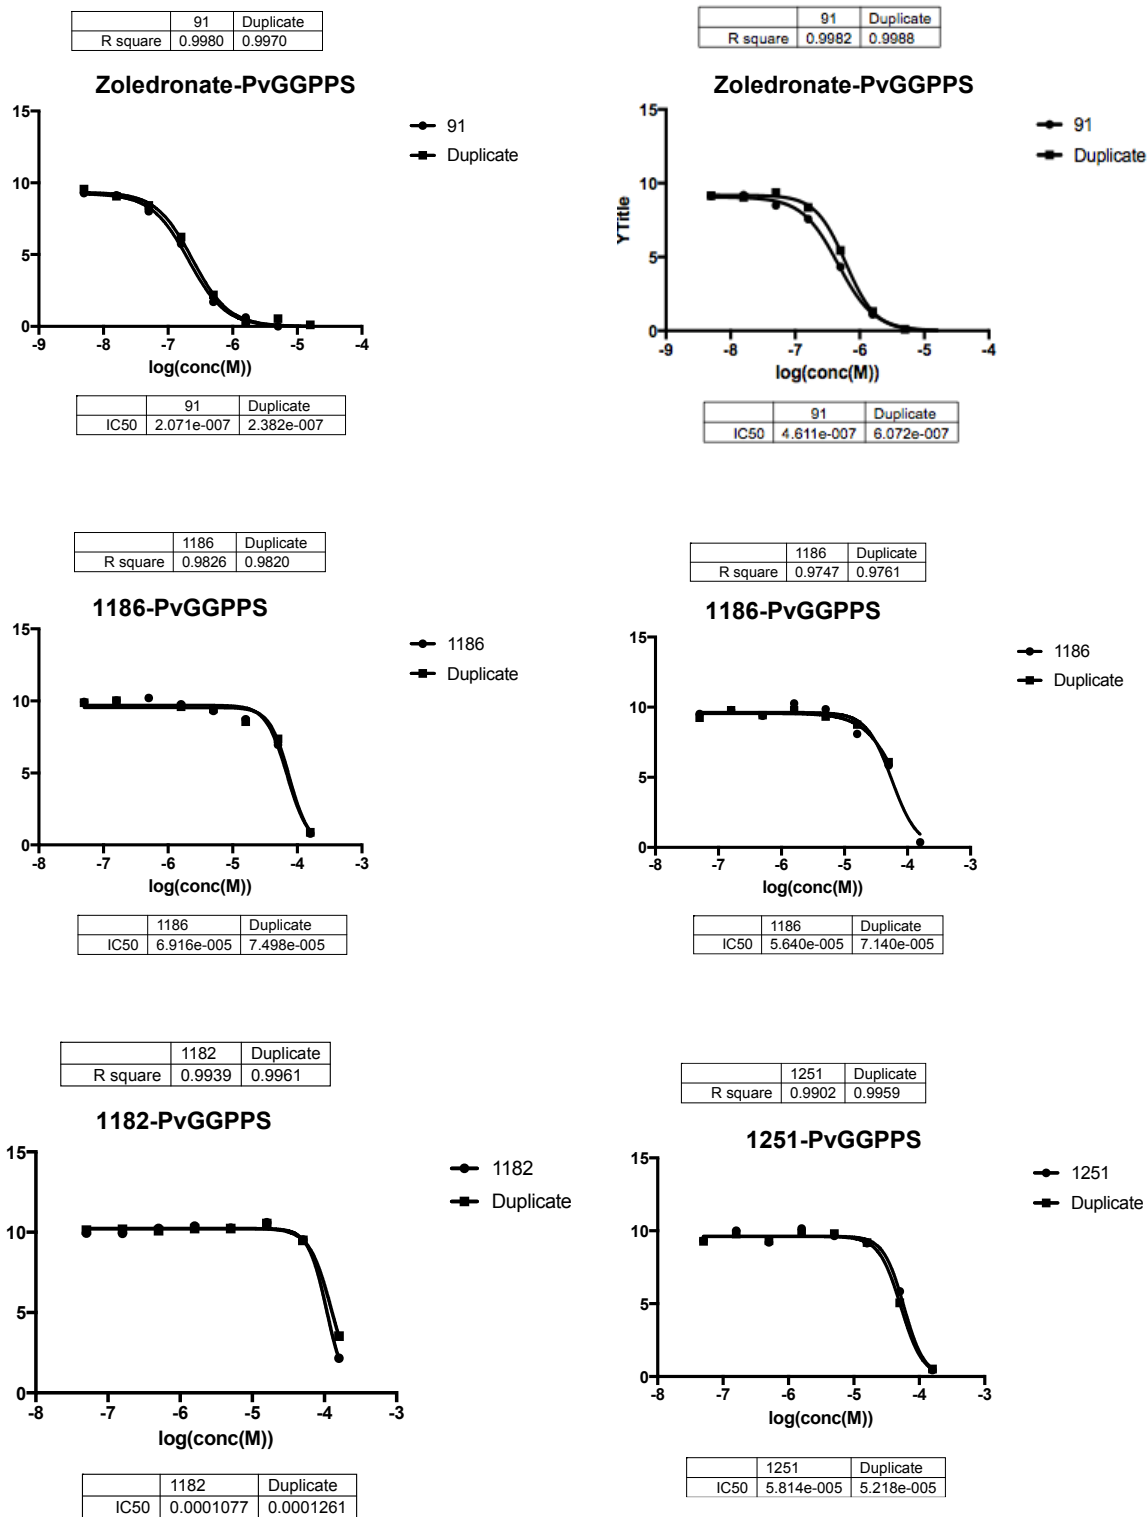 91 Duplicate
R square 0.9980 0.9970
Zoledronate-PvGGPPS
15
10
5
0
-9 -8 -7 -6 -5 -4
log(conc(M))
91
Duplicate
91 Duplicate
IC50 2.071e-007 2.382e-007
91 Duplicate
R square 0.9982 0.9988
Zoledronate-PvGGPPS
YTitle
15
10
5
0
-9 -8 -7 -6 -5 -4
log(conc(M))
91
Duplicate
91 Duplicate
IC50 4.611e-007 6.072e-007
1186 Duplicate
R square 0.9826 0.9820
1186-PvGGPPS
15
10
5
0
-8 -7 -6 -5 -4 -3
log(conc(M))
1186
Duplicate
1186 Duplicate
IC50 6.916e-005 7.498e-005
1186 Duplicate
R square 0.9747 0.9761
1186-PvGGPPS
15
10
5
0
-8 -7 -6 -5 -4 -3
log(conc(M))
1186
Duplicate
1186 Duplicate
IC50 5.640e-005 7.140e-005
1182 Duplicate
R square 0.9939 0.9961
1182-PvGGPPS
15
10
5
0
-8 -7 -6 -5 -4 -3
log(conc(M))
1182
Duplicate
1182 Duplicate
IC50 0.0001077 0.0001261
1251 Duplicate
R square 0.9902 0.9959
1251-PvGGPPS
15
10
5
0
-8 -7 -6 -5 -4 -3
log(conc(M))
1251
Duplicate
1251 Duplicate
IC50 5.814e-005 5.218e-005